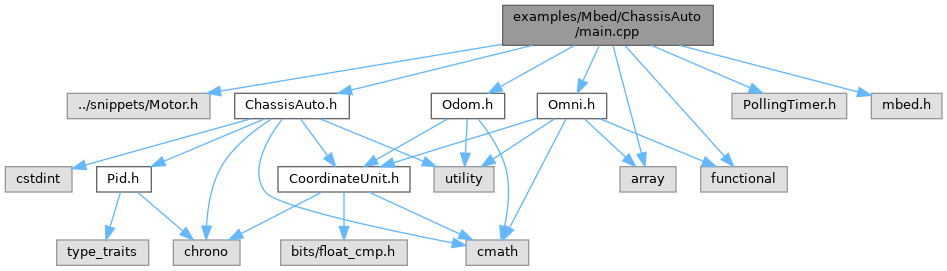 examples/Mbed/ChassisAuto
/main.cpp
../snippets/Motor.h
ChassisAuto.h
Odom.h
Omni.h
PollingTimer.h
mbed.h
cstdint
Pid.h
CoordinateUnit.h
utility
array
functional
type_traits
chrono
bits/float_cmp.h
cmath